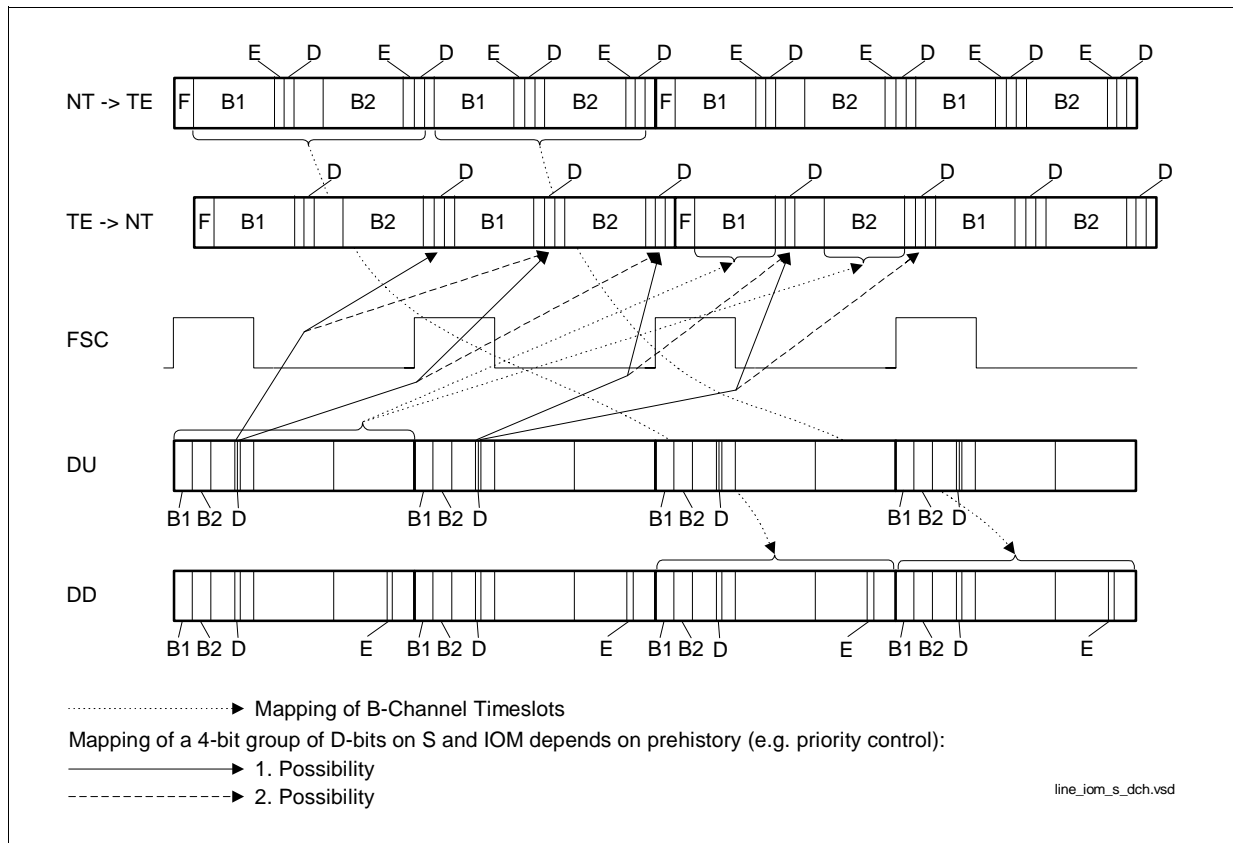 E D E D E D E D E D E D E D E D
NT -> TE F B1 B2 B1 B2 F B1 B2 B1 B2
D D D D D D D D
TE -> NT F B1 B2 B1 B2 F B1 B2 B1 B2
FSC
DU
B1 B2 D B1 B2 D B1 B2 D B1 B2 D
DD
B1 B2 D E B1 B2 D E B1 B2 D E B1 B2 D E
Mapping of B-Channel Timeslots
Mapping of a 4-bit group of D-bits on S and IOM depends on prehistory (e.g. priority control):
1. Possibility
2. Possibility
line_iom_s_dch.vsd